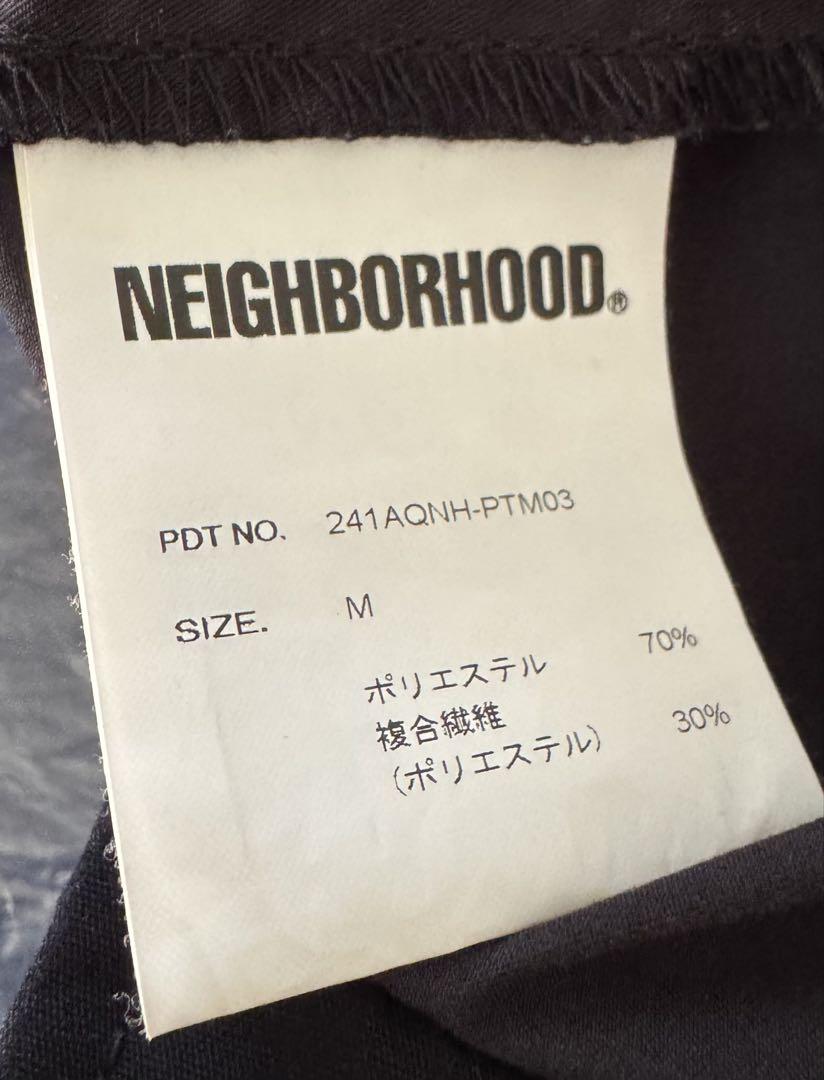 NEIGHBORHOOD®
PDT NO. 241AQNH-PTM03
SIZE. M
ポリエステル 70%
複合繊維
(ポリエステル) 30%